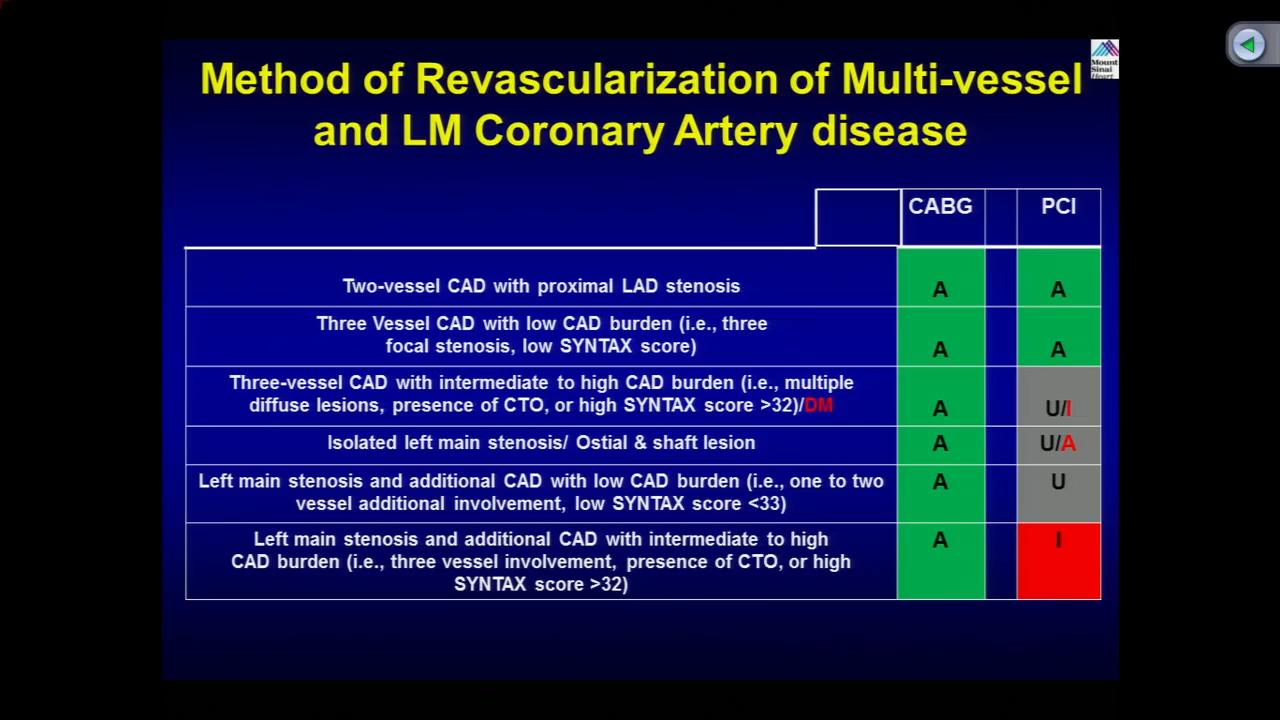 Method of Revascularization of Multi-vessel
and LM Coronary Artery disease
Mount
Sinai
Heart
CABG PCI
Two-vessel CAD with proximal LAD stenosis
A A
Three Vessel CAD with low CAD burden (i.e., three
focal stenosis, low SYNTAX score)
A A
Three-vessel CAD with intermediate to high CAD burden (i.e., multiple
diffuse lesions, presence of CTO, or high SYNTAX score >32)/DM
A U/I
Isolated left main stenosis/ Ostial & shaft lesion
A U/A
Left main stenosis and additional CAD with low CAD burden (i.e., one to two
vessel additional involvement, low SYNTAX score <33)
A U
Left main stenosis and additional CAD with intermediate to high
CAD burden (i.e., three vessel involvement, presence of CTO, or high
SYNTAX score >32)
A I